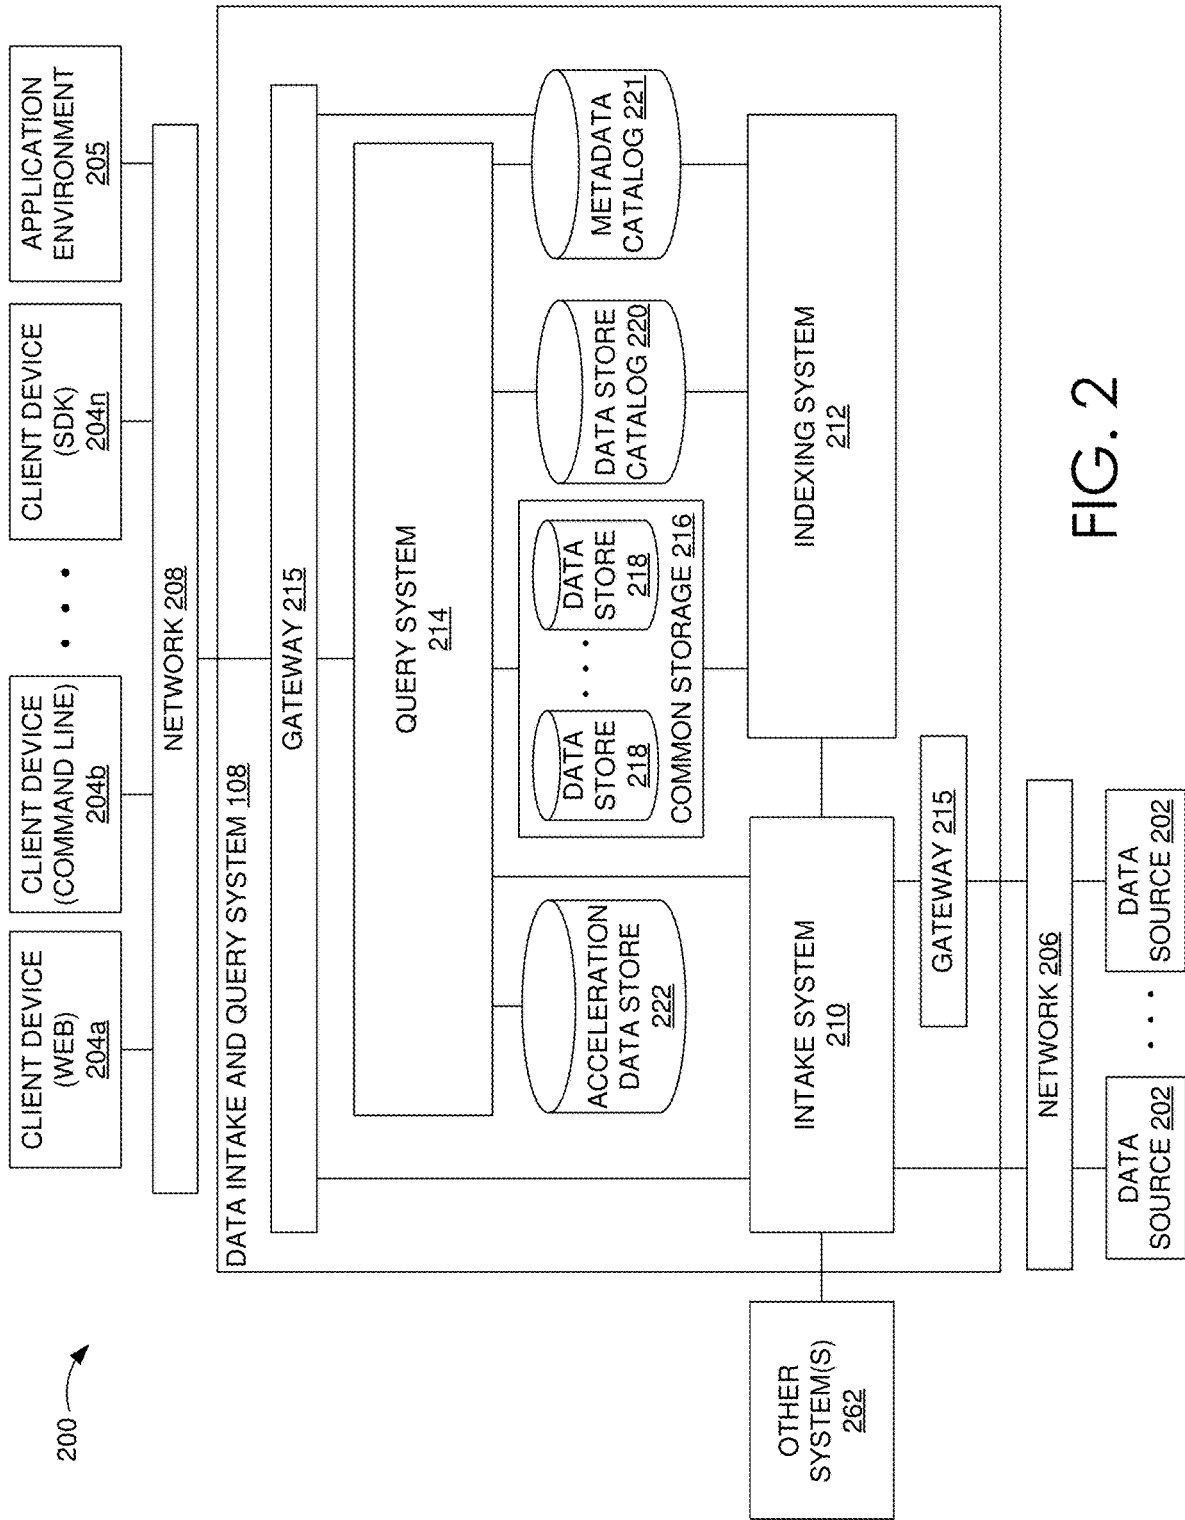 200
CLIENT DEVICE
(WEB)
204a
CLIENT DEVICE
(COMMAND LINE)
204b
• • •
CLIENT DEVICE
(SDK)
204n
APPLICATION
ENVIRONMENT
205
NETWORK 208
DATA INTAKE AND QUERY SYSTEM 108
GATEWAY 215
QUERY SYSTEM
214
ACCELERATION
DATA STORE
222
DATA
STORE
218
• • •
DATA
STORE
218
COMMON STORAGE 216
DATA STORE
CATALOG 220
METADATA
CATALOG 221
OTHER
SYSTEM(S)
262
INTAKE SYSTEM
210
INDEXING SYSTEM
212
GATEWAY 215
NETWORK 206
DATA
SOURCE 202
• • •
DATA
SOURCE 202
FIG. 2